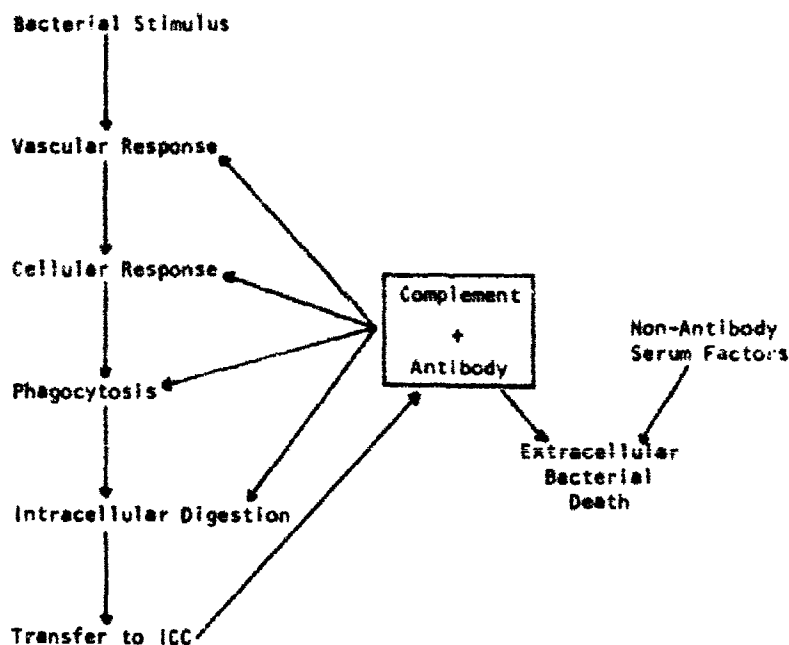 Bacterial Stimulus
Vascular Response
Cellular Response
Complement
+
Antibody
Non-Antibody
Serum Factors
Phagocytosis
Extracellular
Bacterial
Death
Intracellular Digestion
Transfer to ICC